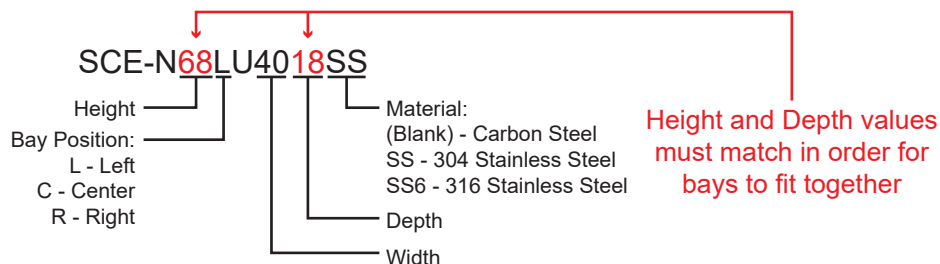 SCE-N68LU4018SS
Height
Bay Position:
L - Left
C - Center
R - Right
Material:
(Blank) - Carbon Steel
SS - 304 Stainless Steel
SS6 - 316 Stainless Steel
Depth
Width
Height and Depth values
must match in order for
bays to fit together